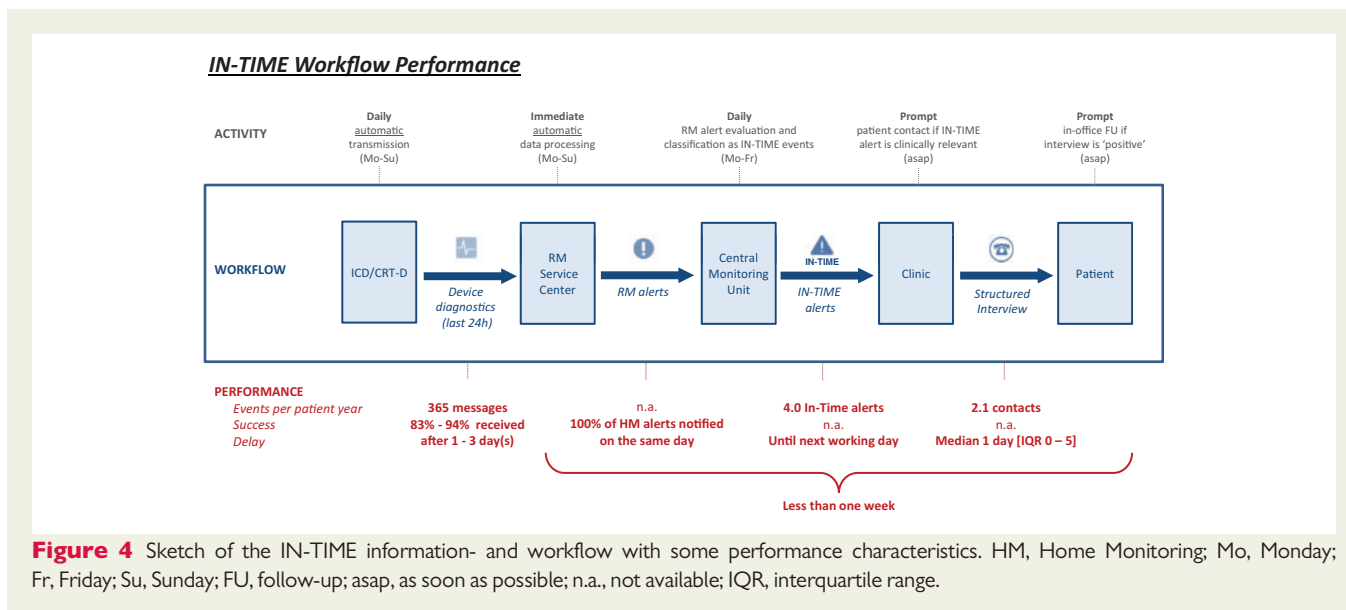 IN-TIME Workflow Performance
ACTIVITY
Daily
automatic
transmission
(Mo-Su)
Immediate
automatic
data processing
(Mo-Su)
Daily
RM alert evaluation and
classification as IN-TIME events
(Mo-Fr)
Prompt
patient contact if IN-TIME
alert is clinically relevant
(asap)
Prompt
in-office FU if
interview is ‘positive’
(asap)
WORKFLOW
ICD/CRT-D
Device
diagnostics
(last 24h)
RM
Service
Center
RM alerts
Central
Monitoring
Unit
IN-TIME
IN-TIME
alerts
Clinic
Structured
Interview
Patient
PERFORMANCE
Events per patient year
Success
Delay
365 messages
83% - 94% received
after 1 - 3 day(s)
n.a.
100% of HM alerts notified
on the same day
4.0 In-Time alerts
n.a.
Until next working day
2.1 contacts
n.a.
Median 1 day [IQR 0 – 5]
Less than one week
Figure 4 Sketch of the IN-TIME information- and workflow with some performance characteristics. HM, Home Monitoring; Mo, Monday;
Fr, Friday; Su, Sunday; FU, follow-up; asap, as soon as possible; n.a., not available; IQR, interquartile range.